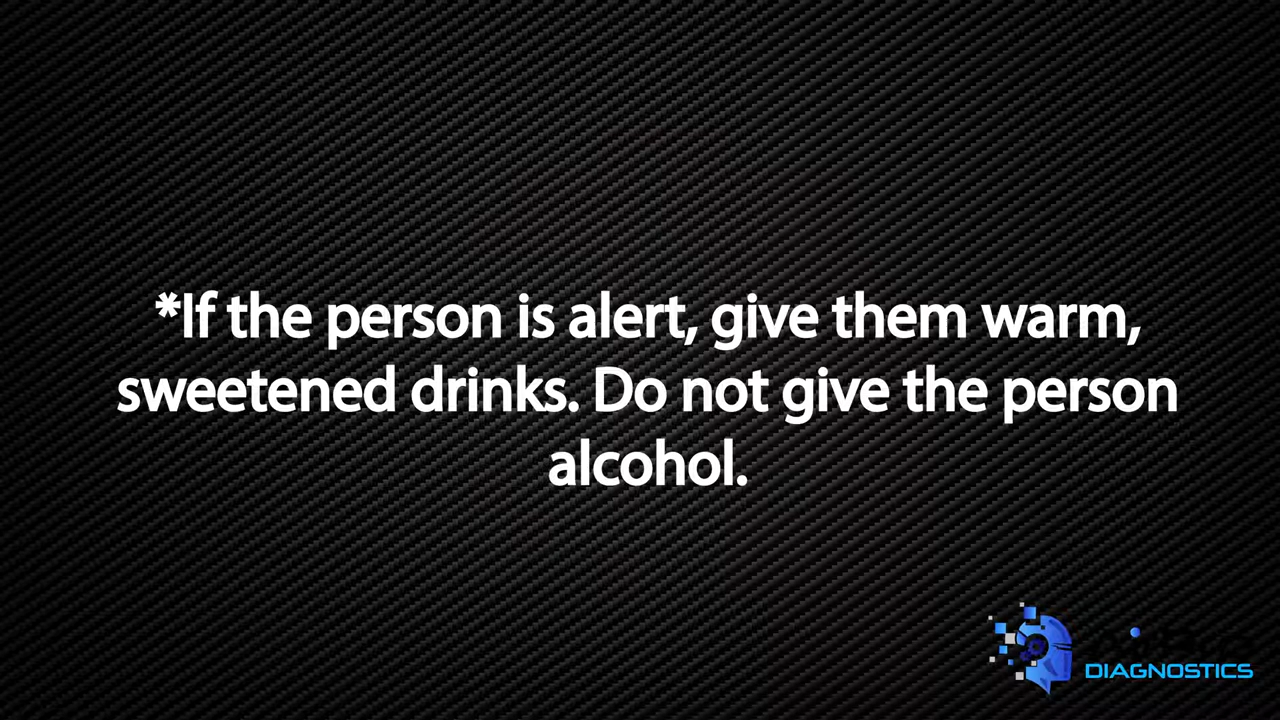 *If the person is alert, give them warm,
sweetened drinks. Do not give the person
alcohol.
DIAGNOSTICS